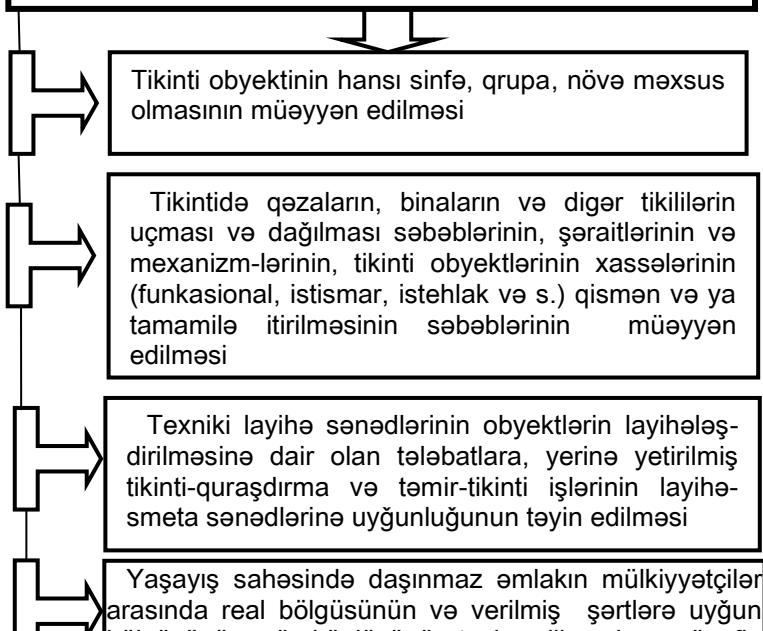 Tikinti obyektinin hansı sinfə, qrupa, növə məxsus
olmasının müəyyən edilməsi
Tikintidə qəzaların, binaların və digər tikililərin
uçması və dağılması səbəblərinin, şəraitlərinin və
mexanizm-lərinin, tikinti obyektlərinin xassələrinin
(funkasional, istismar, istehlak və s.) qismən və ya
tamamilə itirilməsinin səbəblərinin müəyyən
edilməsi
Texniki layihə sənədlərinin obyektlərin layihələş-
dirilməsinə dair olan tələbatlara, yerinə yetirilmiş
tikinti-quraşdırma və təmir-tikinti işlərinin layihə-
smeta sənədlərinə uyğunluğunun təyin edilməsi
Yaşayış sahəsində daşınmaz əmlakın mülkiyyətçilər
arasında real bölgüsünün və verilmiş şərtlərə uyğun